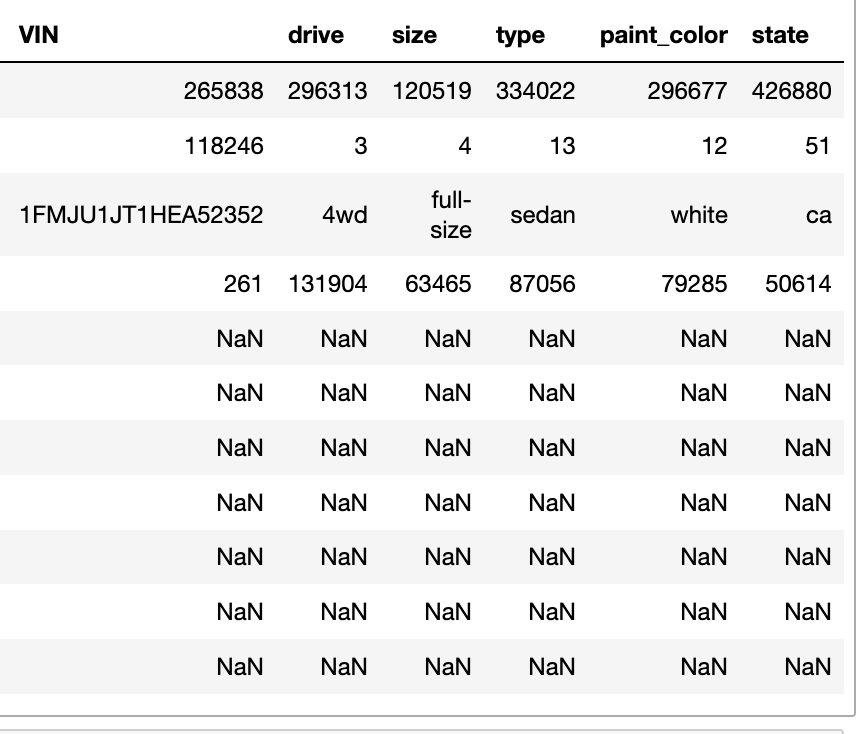 VIN drive size type paint_color state
265838 296313 120519 334022 296677 426880
118246 3 4 13 12 51
1FMJU1JT1HEA52352 4wd full-size sedan white ca
261 131904 63465 87056 79285 50614
NaN NaN NaN NaN NaN NaN
NaN NaN NaN NaN NaN NaN
NaN NaN NaN NaN NaN NaN
NaN NaN NaN NaN NaN NaN
NaN NaN NaN NaN NaN NaN
NaN NaN NaN NaN NaN NaN
NaN NaN NaN NaN NaN NaN